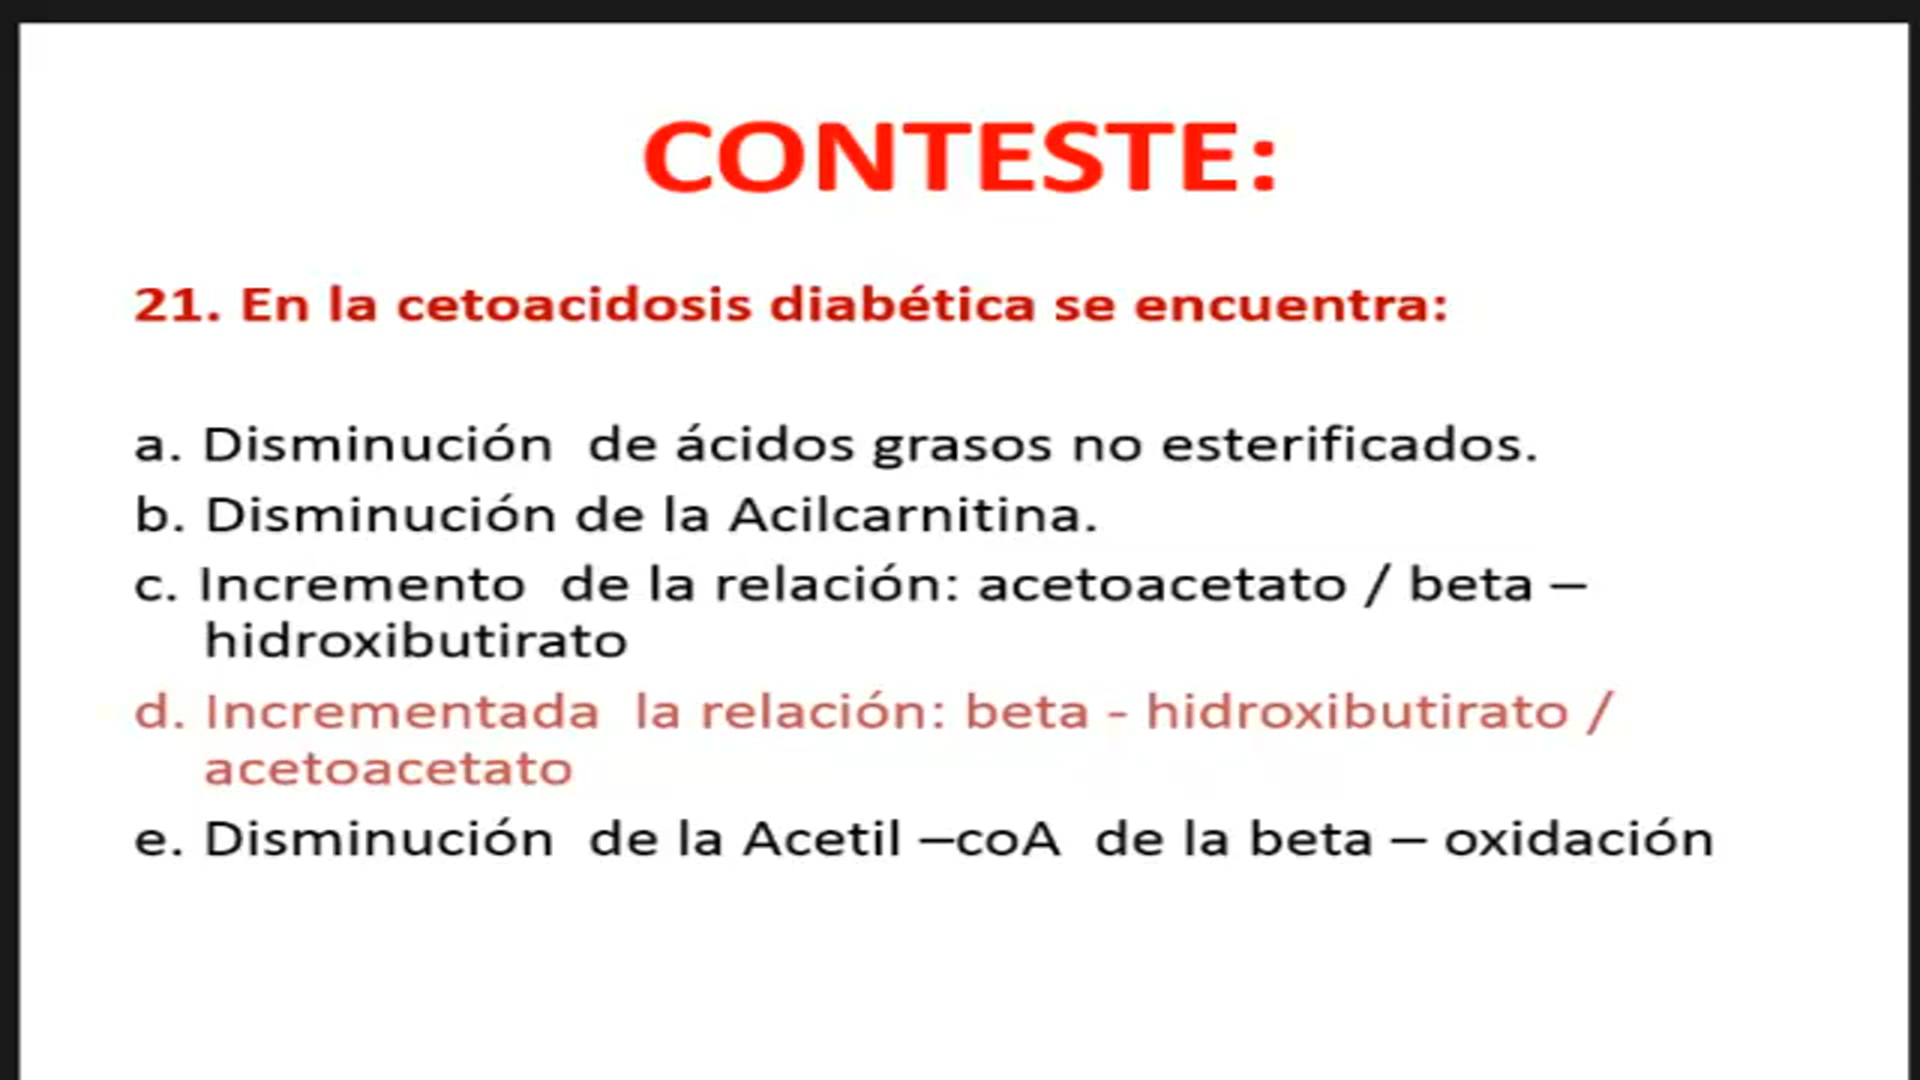 CONTESTE:
21. En la cetoacidosis diabética se encuentra:
a. Disminución de ácidos grasos no esterificados.
b. Disminución de la Acilcarnitina.
c. Incremento de la relación: acetoacetato / beta –
hidroxibutirato
d. Incrementada la relación: beta - hidroxibutirato /
acetoacetato
e. Disminución de la Acetil –coA de la beta – oxidación